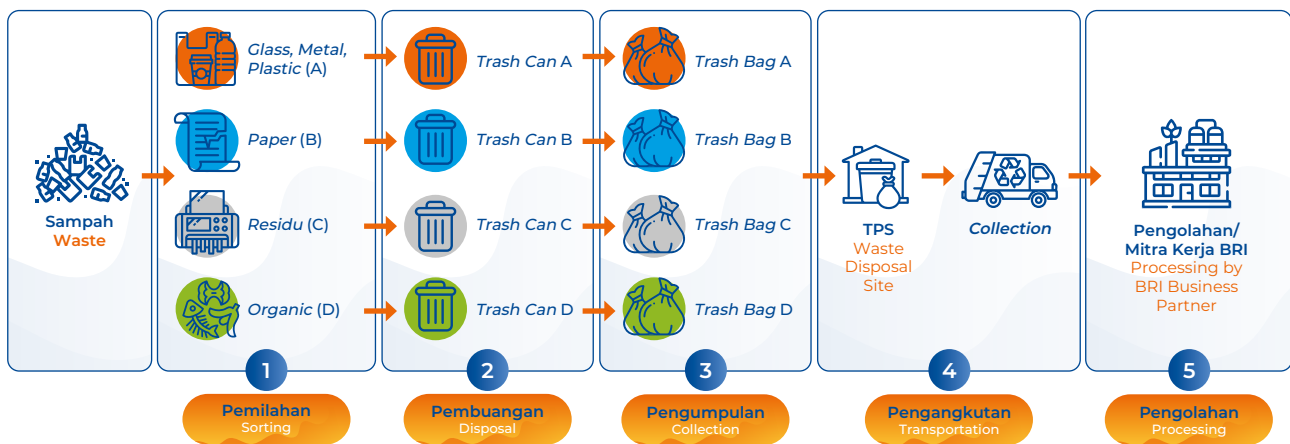 Sampah
Waste
Glass, Metal,
Plastic (A)
Paper (B)
Residu (C)
Organic (D)
1
Pemilahan
Sorting
Trash Can A
Trash Can B
Trash Can C
Trash Can D
2
Pembuangan
Disposal
Trash Bag A
Trash Bag B
Trash Bag C
Trash Bag D
3
Pengumpulan
Collection
TPS
Waste
Disposal
Site
Collection
4
Pengangkutan
Transportation
Pengolahan/
Mitra Kerja BRI
Processing by
BRI Business
Partner
5
Pengolahan
Processing